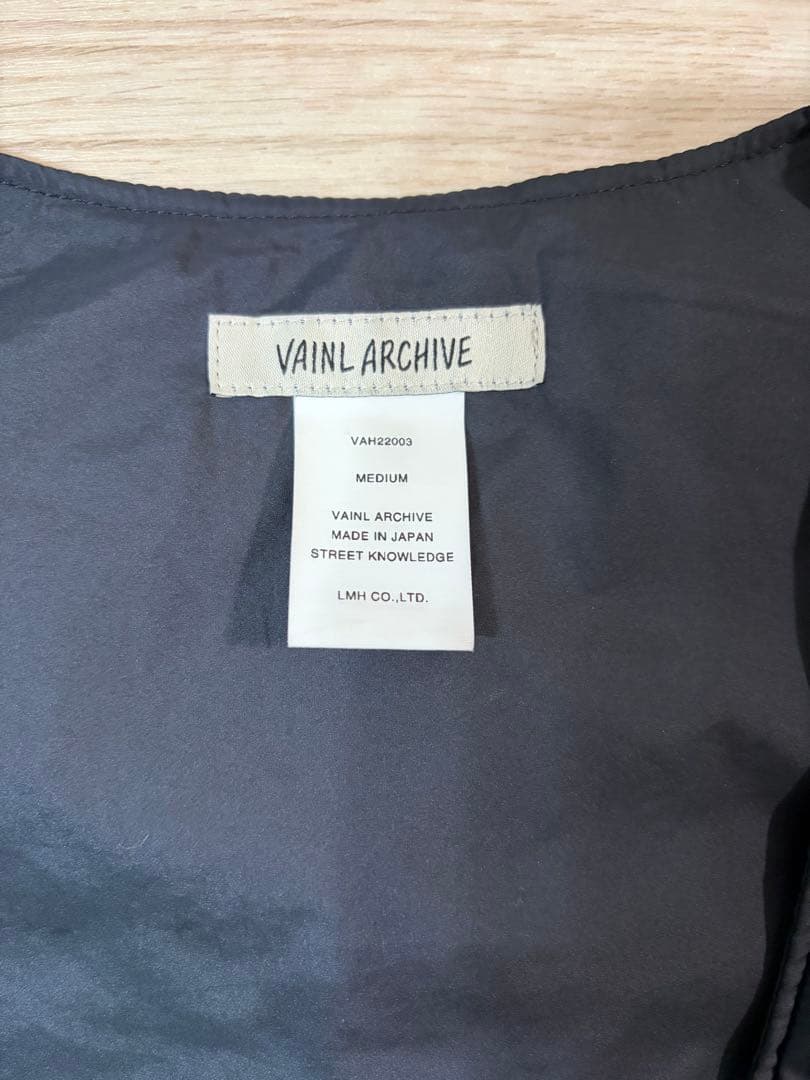 VAINL ARCHIVE
VAH22003
MEDIUM
VAINL ARCHIVE
MADE IN JAPAN
STREET KNOWLEDGE
LMH CO.,LTD.